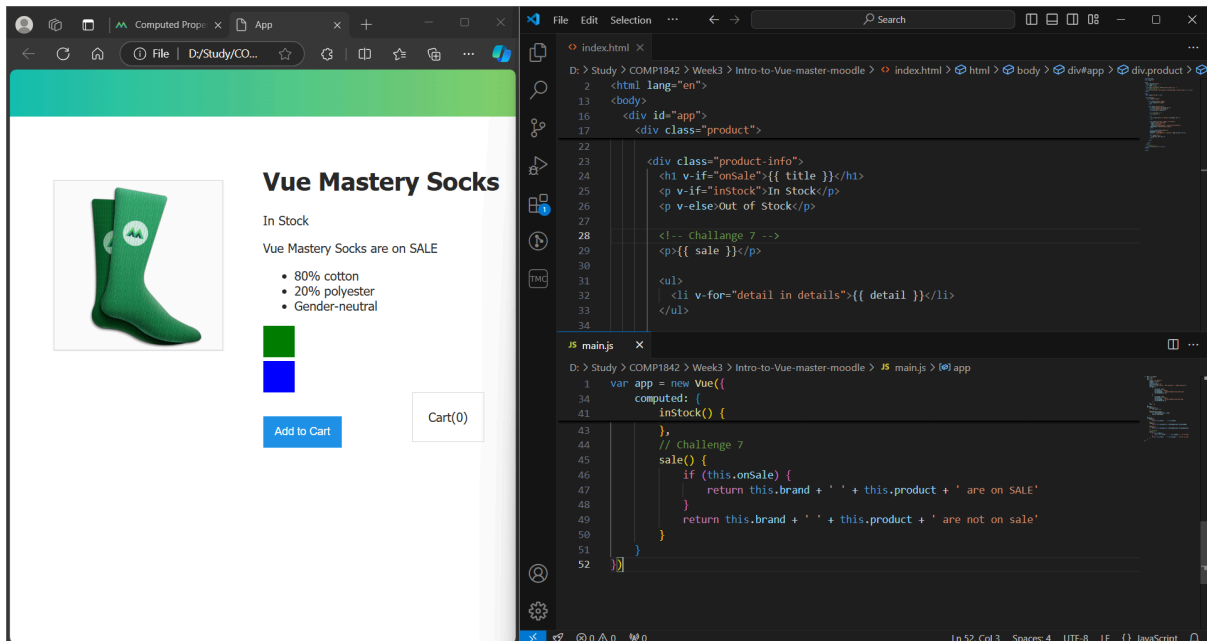 Computed Prope
App
File
D:/Study/CO...
Vue Mastery Socks
In Stock
Vue Mastery Socks are on SALE
80% cotton
20% polyester
Gender-neutral
Add to Cart
Cart(0)
File Edit Selection ··· Search
index.html
D: > Study > COMP1842 > Week3 > Intro-to-Vue-master-moodle > index.html > html > body > div#app > div.product >
2 <html lang="en">
13 <body>
16 <div id="app">
17 <div class="product">
22
23 <div class="product-info">
24 <h1 v-if="onSale">{{ title }}</h1>
25 <p v-if="inStock">In Stock</p>
26 <p v-else>Out of Stock</p>
27
28 <!-- Challange 7 -->
29 <p>{{ sale }}</p>
30
31 <ul>
32 <li v-for="detail in details">{{ detail }}</li>
33 </ul>
34
1
TMC
JS main.js
D: > Study > COMP1842 > Week3 > Intro-to-Vue-master-moodle > JS main.js > app
1 var app = new Vue({
34 computed: {
41 inStock() {
43 },
44 // Challenge 7
45 sale() {
46 if (this.onSale) {
47 return this.brand + ' ' + this.product + ' are on SALE'
48 }
49 return this.brand + ' ' + this.product + ' are not on sale'
50 }
51 }
52 })
0 0 0 Ln 52, Col 3 Spaces: 4 UTF-8 LF {} JavaScript